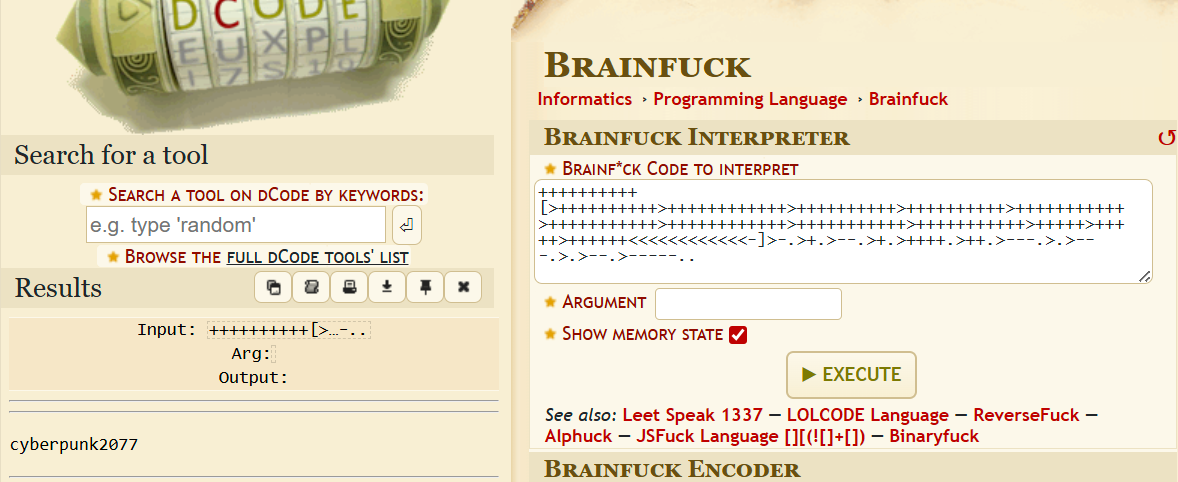 DCODE
EUXPL
I7S19
BRAINFUCK
Informatics › Programming Language › Brainfuck
BRAINFUCK INTERPRETER
↺
Search for a tool
★ SEARCH A TOOL ON DCODE BY KEYWORDS:
e.g. type 'random'
★ BROWSE THE FULL DCODE TOOLS' LIST
Results
Input: ++++++++++[>…-..
Arg:
Output:
cyberpunk2077
★ BRAINF*CK CODE TO INTERPRET
++++++++++
[>++++++++++>++++++++++++>++++++++++>++++++++++>+++++++++++
>+++++++++++>++++++++++++>+++++++++++>+++++++++++>+++++>+++
++>++++++<<<<<<<<<<<<-]>-.>+.>--.>+.>++++.>++.>---.>.>--
-.>.>--.>-----..
★ ARGUMENT
★ SHOW MEMORY STATE
► EXECUTE
See also: Leet Speak 1337 — LOLCODE Language — ReverseFuck —
Alphuck — JSFuck Language [][(![]+[]) — Binaryfuck
BRAINFUCK ENCODER